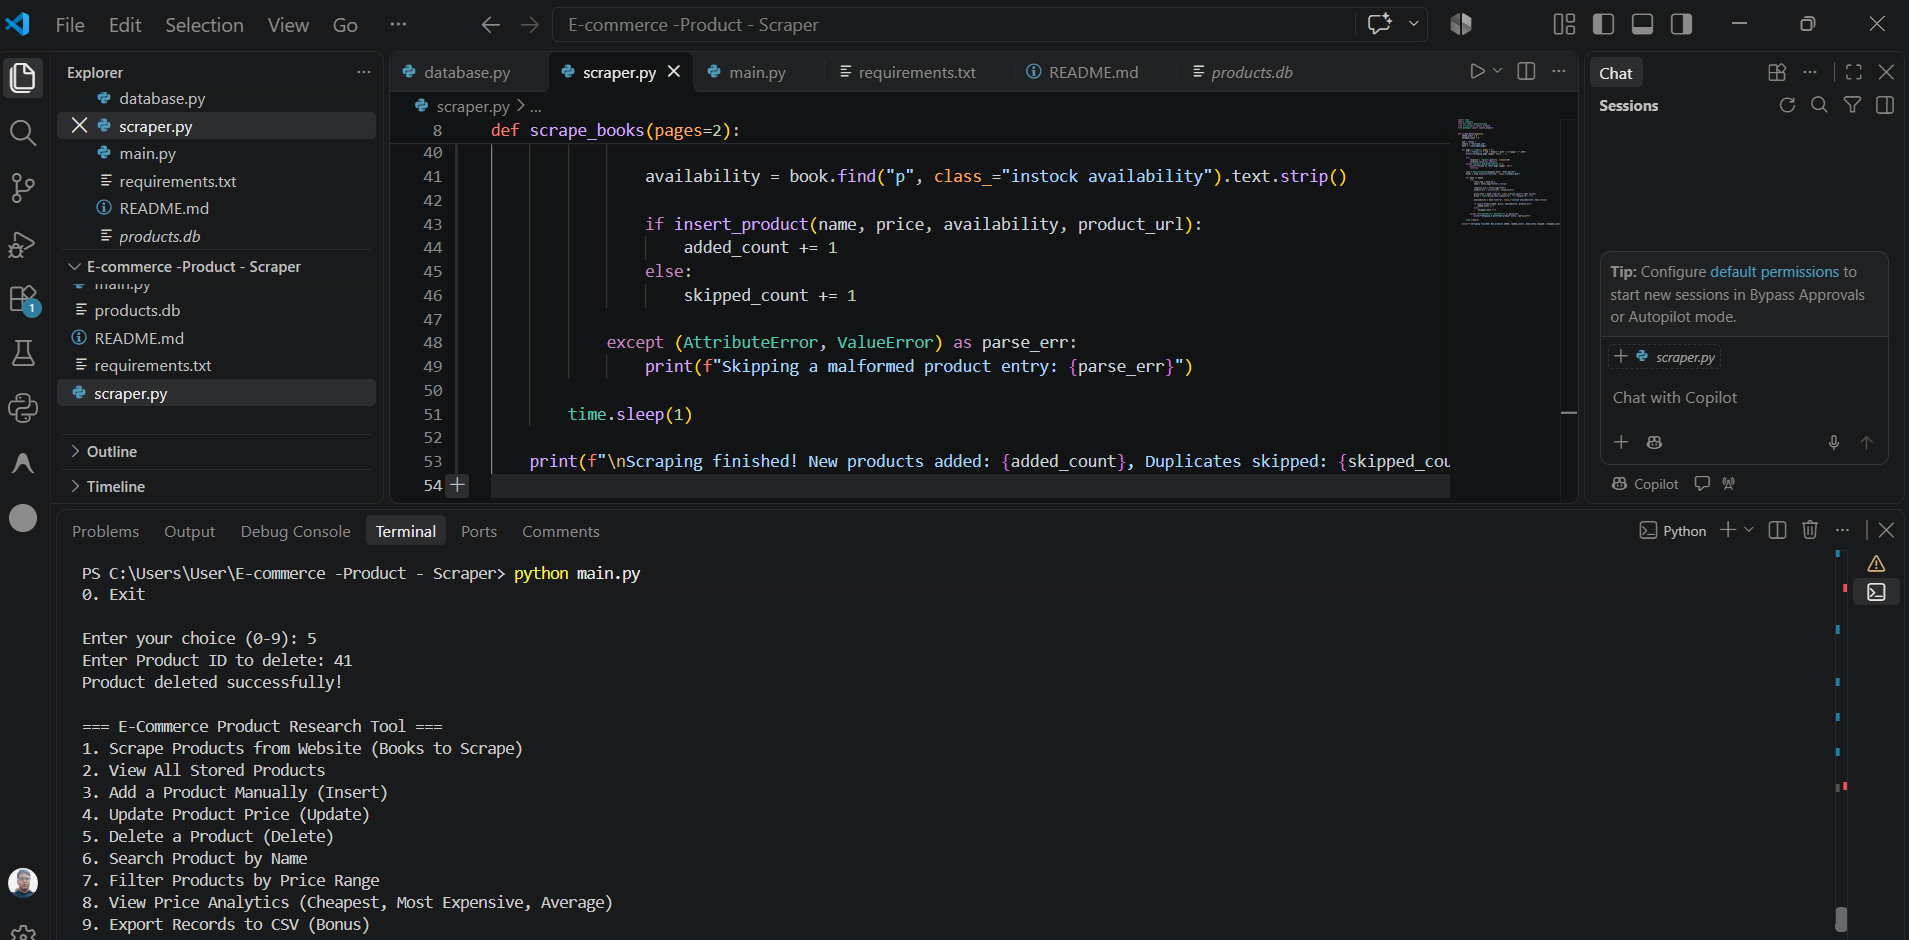 File Edit Selection View Go ···
E-commerce -Product - Scraper
Explorer
database.py
scraper.py
main.py
requirements.txt
README.md
products.db
E-commerce -Product - Scraper
main.py
products.db
README.md
requirements.txt
scraper.py
Outline
Timeline
1
database.py scraper.py main.py requirements.txt README.md products.db
scraper.py > ...
8 def scrape_books(pages=2):
40
41 availability = book.find("p", class_="instock availability").text.strip()
42
43 if insert_product(name, price, availability, product_url):
44 added_count += 1
45 else:
46 skipped_count += 1
47
48 except (AttributeError, ValueError) as parse_err:
49 print(f"Skipping a malformed product entry: {parse_err}")
50
51 time.sleep(1)
52
53 print(f"\nScraping finished! New products added: {added_count}, Duplicates skipped: {skipped_cou
54
Chat
Sessions
Tip: Configure default permissions to
start new sessions in Bypass Approvals
or Autopilot mode.
scraper.py
Chat with Copilot
Copilot
Problems Output Debug Console Terminal Ports Comments
Python
PS C:\Users\User\E-commerce -Product - Scraper> python main.py
0. Exit
Enter your choice (0-9): 5
Enter Product ID to delete: 41
Product deleted successfully!
=== E-Commerce Product Research Tool ===
1. Scrape Products from Website (Books to Scrape)
2. View All Stored Products
3. Add a Product Manually (Insert)
4. Update Product Price (Update)
5. Delete a Product (Delete)
6. Search Product by Name
7. Filter Products by Price Range
8. View Price Analytics (Cheapest, Most Expensive, Average)
9. Export Records to CSV (Bonus)